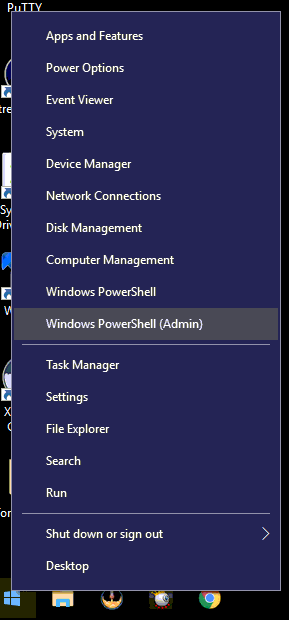 PuTTY
Apps and Features
Power Options
Event Viewer
System
Device Manager
Network Connections
Disk Management
Computer Management
Windows PowerShell
Windows PowerShell (Admin)
Task Manager
Settings
File Explorer
Search
Run
Shut down or sign out
Desktop